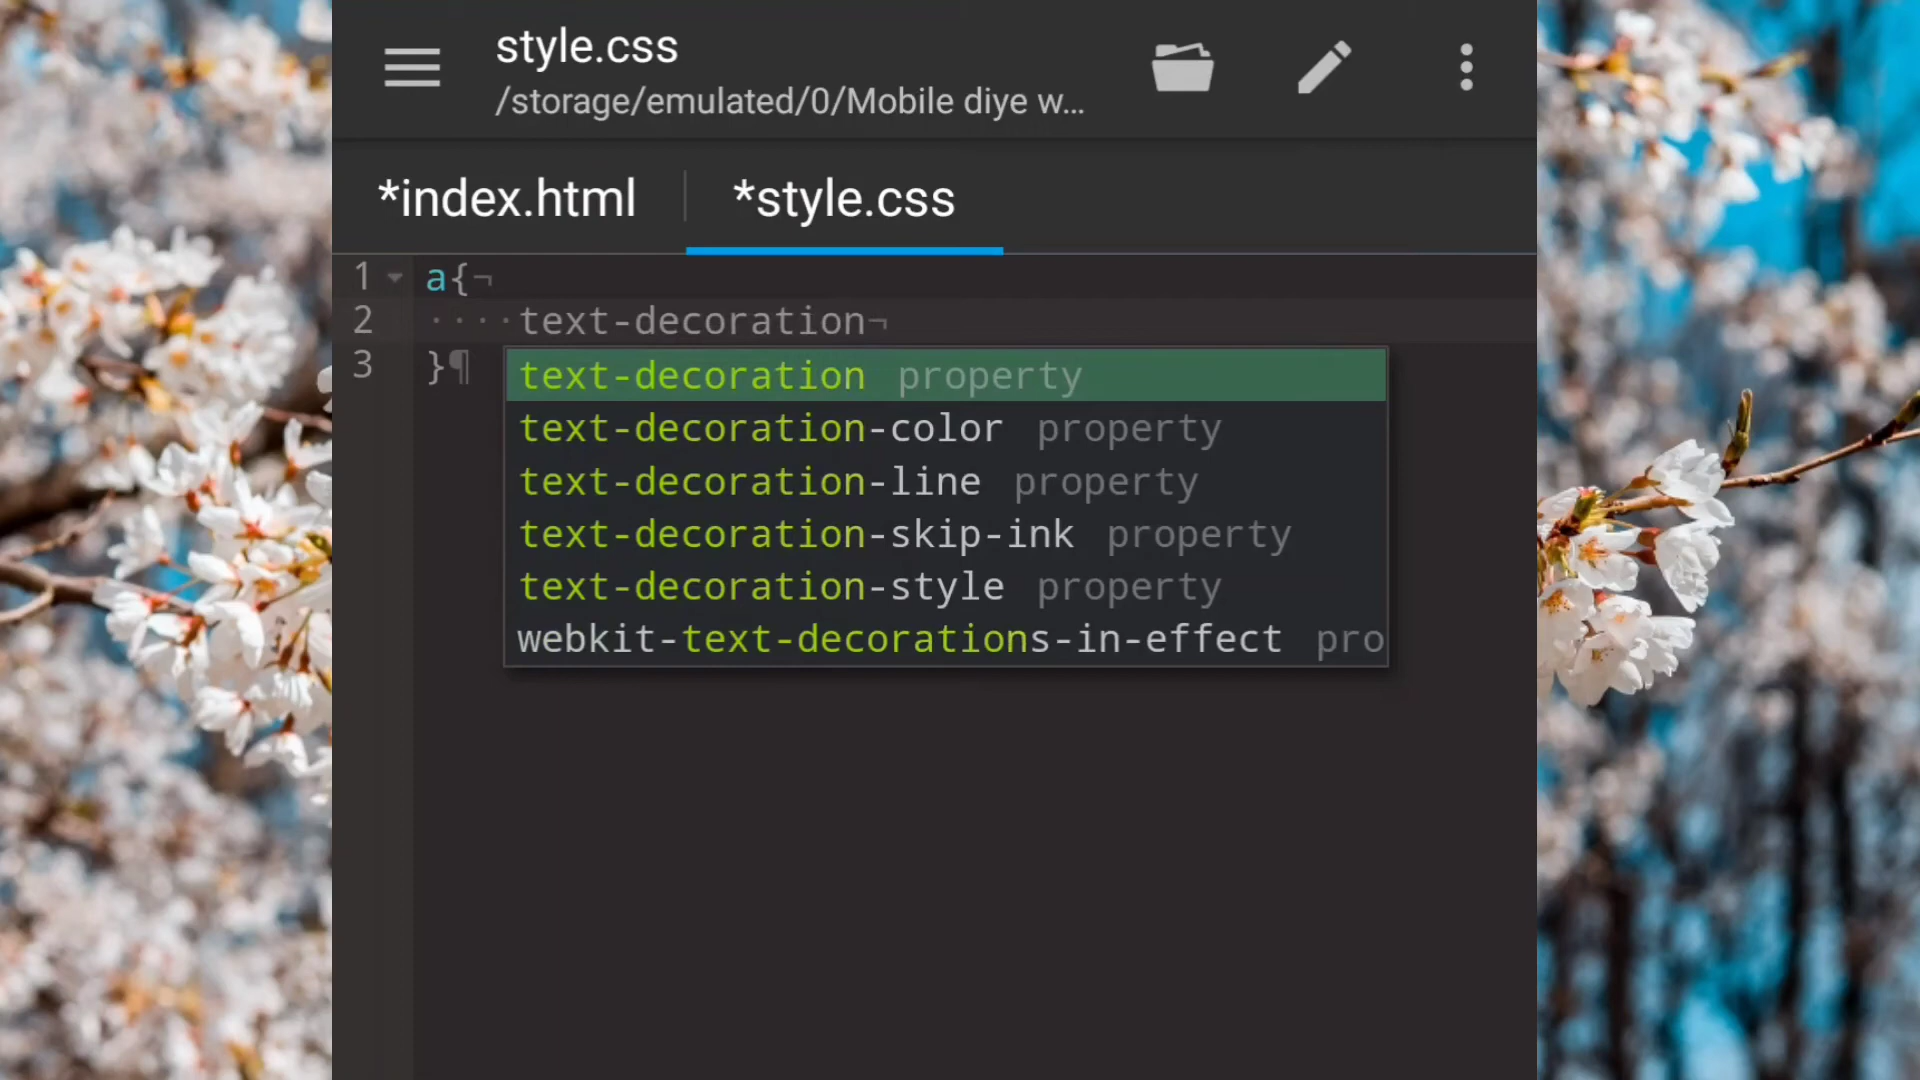 style.css
/storage/emulated/0/Mobile diye w...
*index.html
*style.css
1 a{¬
2 ····text-decoration¬
3 }¶
text-decoration property
text-decoration-color property
text-decoration-line property
text-decoration-skip-ink property
text-decoration-style property
webkit-text-decorations-in-effect pro